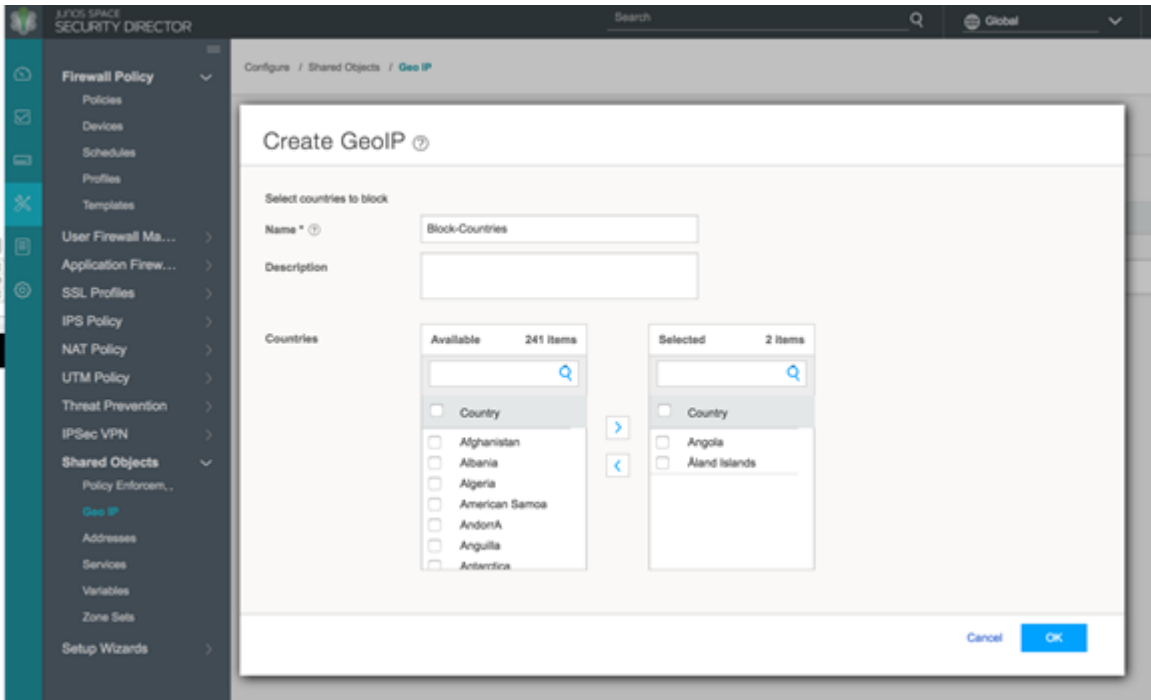 JUNOS SPACE
SECURITY DIRECTOR
Search
Global
Firewall Policy
Policies
Devices
Schedules
Profiles
Templates
User Firewall Ma...
Application Firew...
SSL Profiles
IPS Policy
NAT Policy
UTM Policy
Threat Prevention
IPSec VPN
Shared Objects
Policy Enforcem...
Geo IP
Addresses
Services
Variables
Zone Sets
Setup Wizards
Configure / Shared Objects / Geo IP
Create GeoIP ?
Select countries to block
Name * ?
Block-Countries
Description
Countries
Available 241 items
Country
Afghanistan
Albania
Algeria
American Samoa
AndorrA
Anguilla
Antarctica
>
<
Selected 2 items
Country
Angola
Åland Islands
Cancel
OK